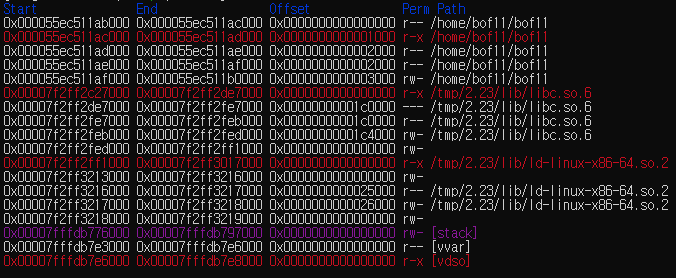 Start End Offset Perm Path
0x000055ec511ab000 0x000055ec511ac000 0x0000000000000000 r-- /home/bof11/bof11
0x000055ec511ac000 0x000055ec511ad000 0x0000000000001000 r-x /home/bof11/bof11
0x000055ec511ad000 0x000055ec511ae000 0x0000000000002000 r-- /home/bof11/bof11
0x000055ec511ae000 0x000055ec511af000 0x0000000000002000 r-- /home/bof11/bof11
0x000055ec511af000 0x000055ec511b0000 0x0000000000003000 rw- /home/bof11/bof11
0x00007f2ff2c27000 0x00007f2ff2de7000 0x0000000000000000 r-x /tmp/2.23/lib/libc.so.6
0x00007f2ff2de7000 0x00007f2ff2fe7000 0x00000000001c0000 --- /tmp/2.23/lib/libc.so.6
0x00007f2ff2fe7000 0x00007f2ff2feb000 0x00000000001c0000 r-- /tmp/2.23/lib/libc.so.6
0x00007f2ff2feb000 0x00007f2ff2fed000 0x00000000001c4000 rw- /tmp/2.23/lib/libc.so.6
0x00007f2ff2fed000 0x00007f2ff2ff1000 0x0000000000000000 rw-
0x00007f2ff2ff1000 0x00007f2ff3017000 0x0000000000000000 r-x /tmp/2.23/lib/ld-linux-x86-64.so.2
0x00007f2ff3213000 0x00007f2ff3216000 0x0000000000000000 rw-
0x00007f2ff3216000 0x00007f2ff3217000 0x0000000000025000 r-- /tmp/2.23/lib/ld-linux-x86-64.so.2
0x00007f2ff3217000 0x00007f2ff3218000 0x0000000000026000 rw- /tmp/2.23/lib/ld-linux-x86-64.so.2
0x00007f2ff3218000 0x00007f2ff3219000 0x0000000000000000 rw-
0x00007fffdb776000 0x00007fffdb797000 0x0000000000000000 rw- [stack]
0x00007fffdb7e3000 0x00007fffdb7e6000 0x0000000000000000 r-- [vvar]
0x00007fffdb7e6000 0x00007fffdb7e8000 0x0000000000000000 r-x [vdso]